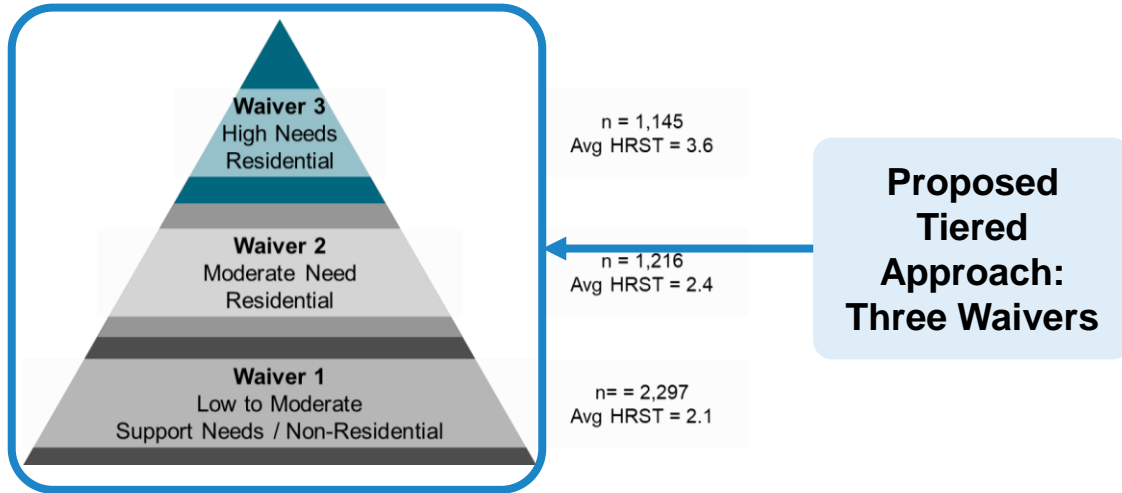 Waiver 3
High Needs
Residential
n = 1,145
Avg HRST = 3.6
Waiver 2
Moderate Need
Residential
n = 1,216
Avg HRST = 2.4
Waiver 1
Low to Moderate
Support Needs / Non-Residential
n= = 2,297
Avg HRST = 2.1
Proposed
Tiered
Approach:
Three Waivers